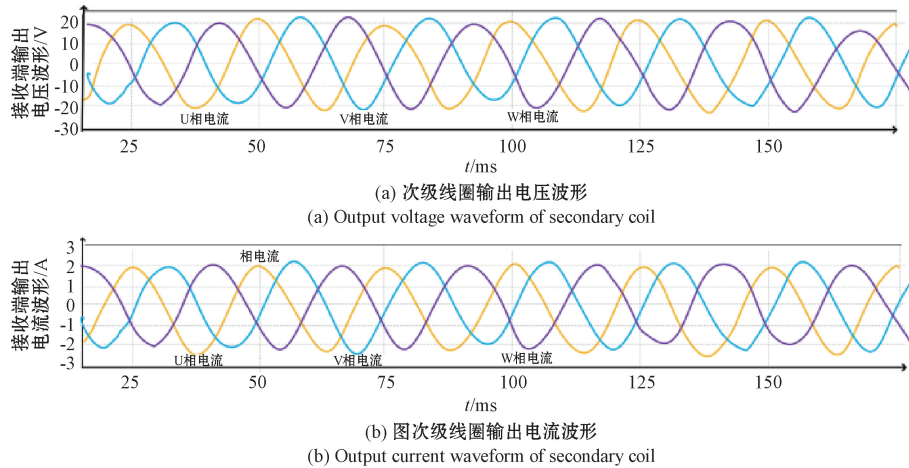 接收端输出
电压波形/V
20
10
0
-10
-20
-30
U相电流
V相电流
W相电流
25
50
75
100
125
150
t/ms
(a) 次级线圈输出电压波形
(a) Output voltage waveform of secondary coil
接收端输出
电流波形/A
3
2
1
0
-1
-2
-3
相电流
U相电流
V相电流
W相电流
25
50
75
100
125
150
t/ms
(b) 图次级线圈输出电流波形
(b) Output current waveform of secondary coil